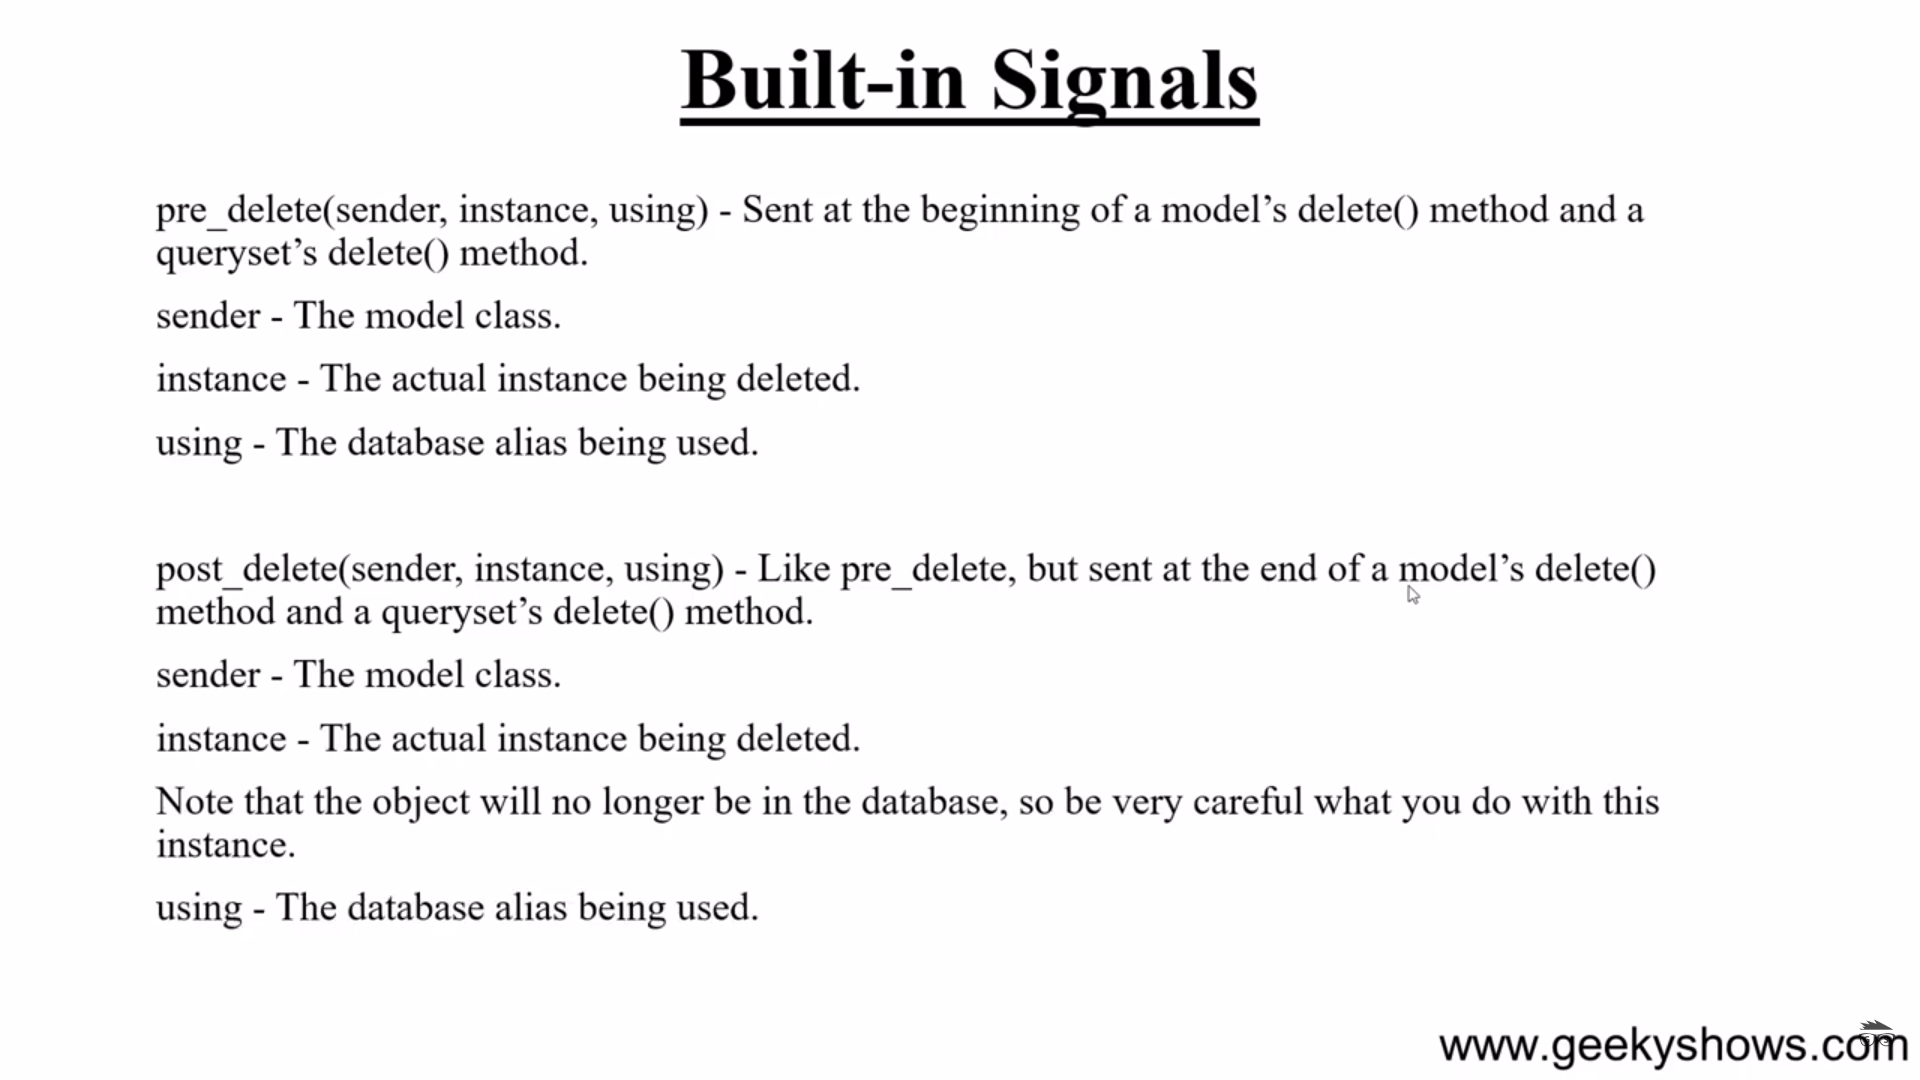 Built-in Signals
pre_delete(sender, instance, using) - Sent at the beginning of a model’s delete() method and a
queryset’s delete() method.
sender - The model class.
instance - The actual instance being deleted.
using - The database alias being used.
post_delete(sender, instance, using) - Like pre_delete, but sent at the end of a model’s delete()
method and a queryset’s delete() method.
sender - The model class.
instance - The actual instance being deleted.
Note that the object will no longer be in the database, so be very careful what you do with this
instance.
using - The database alias being used.
www.geekyshows.com